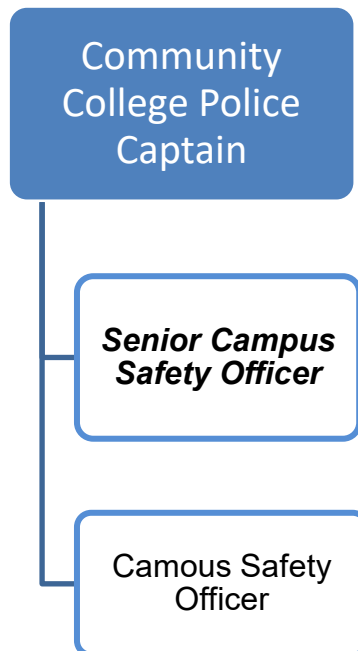 Community
College Police
Captain
Senior Campus
Safety Officer
Camous Safety
Officer